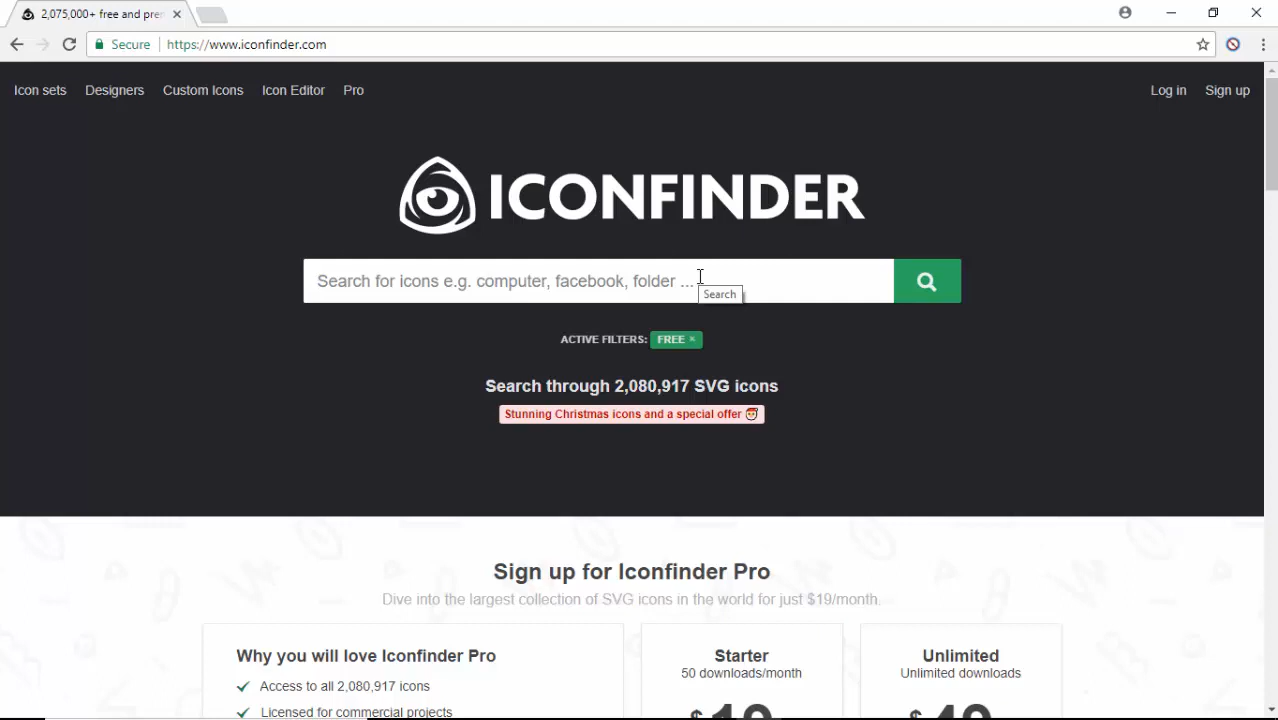 2,075,000+ free and pren
Secure
https://www.iconfinder.com
Icon sets
Designers
Custom Icons
Icon Editor
Pro
Log in
Sign up
ICONFINDER
Search for icons e.g. computer, facebook, folder ...
Search
ACTIVE FILTERS: FREE ×
Search through 2,080,917 SVG icons
Stunning Christmas icons and a special offer
Sign up for Iconfinder Pro
Dive into the largest collection of SVG icons in the world for just $19/month.
Why you will love Iconfinder Pro
Access to all 2,080,917 icons
Licensed for commercial projects
Starter
50 downloads/month
$
Unlimited
Unlimited downloads
$